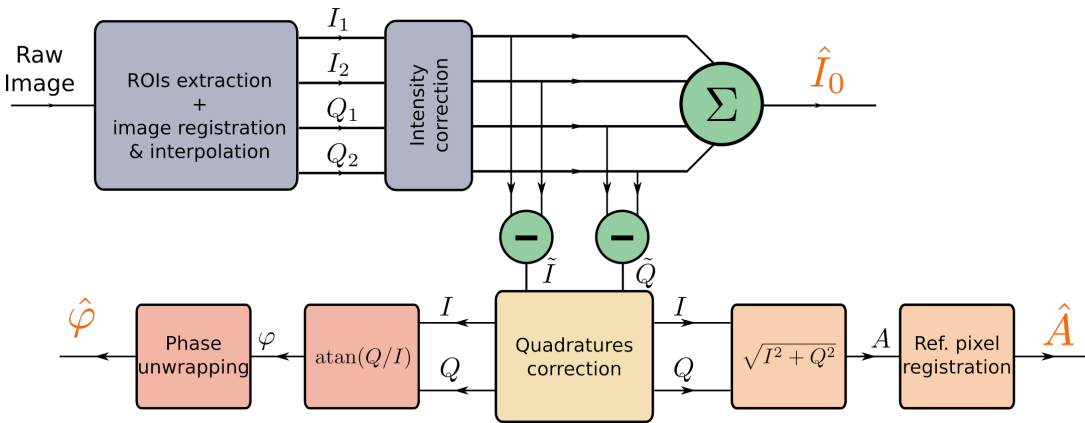 Raw
Image
ROIs extraction
+
image registration
& interpolation
I₁
I₂
Q₁
Q₂
Intensity
correction
Σ
Î₀
−
−
Ĩ
Q̃
φ̂
Phase
unwrapping
φ
atan(Q/I)
I
Q
Quadratures
correction
I
Q
√(I² + Q²)
A
Ref. pixel
registration
Â